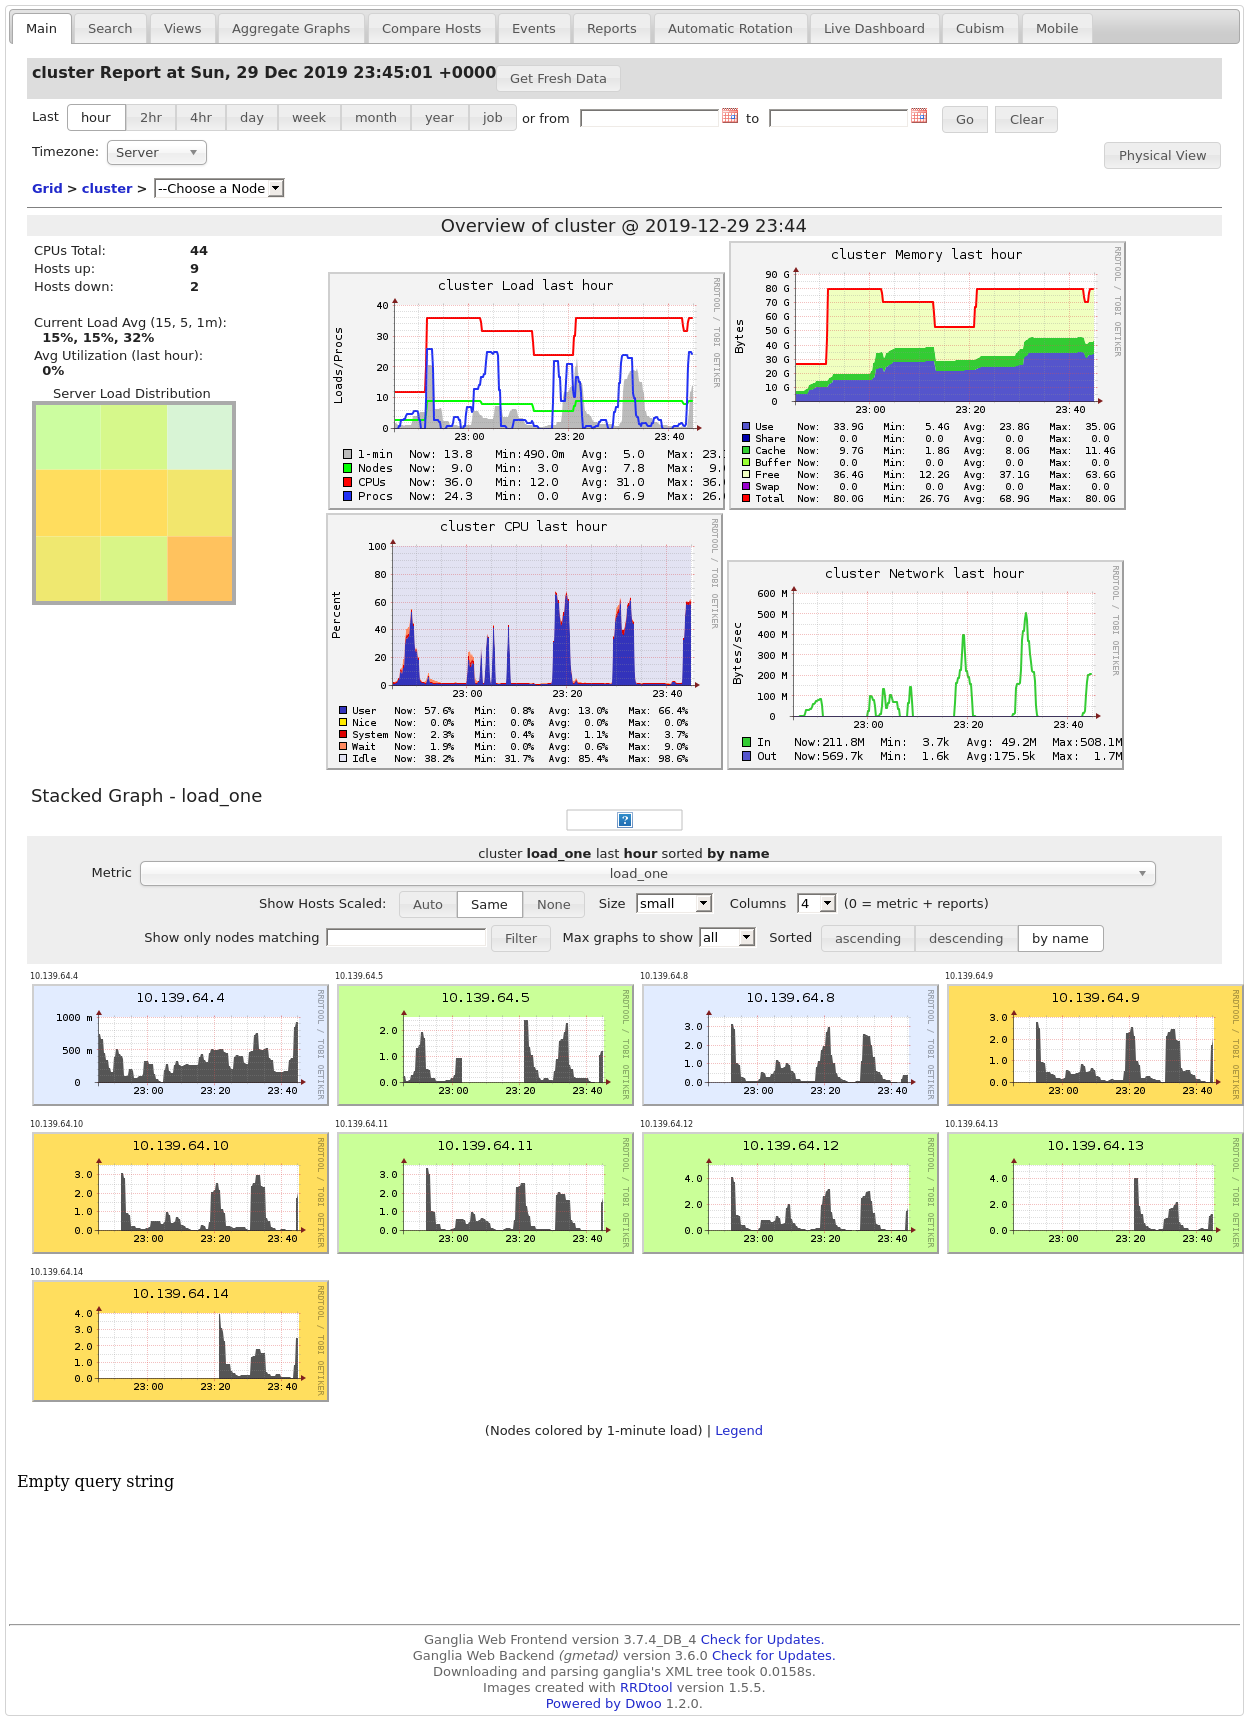 Main Search Views Aggregate Graphs Compare Hosts Events Reports Automatic Rotation Live Dashboard Cubism Mobile
cluster Report at Sun, 29 Dec 2019 23:45:01 +0000 Get Fresh Data
Last hour 2hr 4hr day week month year job or from to Go Clear
Timezone: Server Physical View
Grid > cluster > --Choose a Node
Overview of cluster @ 2019-12-29 23:44
CPUs Total: 44
Hosts up: 9
Hosts down: 2
Current Load Avg (15, 5, 1m):
15%, 15%, 32%
Avg Utilization (last hour):
0%
Server Load Distribution
cluster Load last hour
RRDTOOL / TOBI OETIKER
Loads/Procs
40
30
20
10
0
23:00 23:20 23:40
1-min Now: 13.8 Min:490.0m Avg: 5.0 Max: 23.
Nodes Now: 9.0 Min: 3.0 Avg: 7.8 Max: 9.
CPUs Now: 36.0 Min: 12.0 Avg: 31.0 Max: 36.
Procs Now: 24.3 Min: 0.0 Avg: 6.9 Max: 26.
cluster Memory last hour
RRDTOOL / TOBI OETIKER
Bytes
90 G
80 G
70 G
60 G
50 G
40 G
30 G
20 G
10 G
0
23:00 23:20 23:40
Use Now: 33.9G Min: 5.4G Avg: 23.8G Max: 35.0G
Share Now: 0.0 Min: 0.0 Avg: 0.0 Max: 0.0
Cache Now: 9.7G Min: 1.8G Avg: 8.0G Max: 11.4G
Buffer Now: 0.0 Min: 0.0 Avg: 0.0 Max: 0.0
Free Now: 36.4G Min: 12.2G Avg: 37.1G Max: 63.6G
Swap Now: 0.0 Min: 0.0 Avg: 0.0 Max: 0.0
Total Now: 80.0G Min: 26.7G Avg: 68.9G Max: 80.0G
cluster CPU last hour
RRDTOOL / TOBI OETIKER
Percent
100
80
60
40
20
0
23:00 23:20 23:40
User Now: 57.6% Min: 0.8% Avg: 13.0% Max: 66.4%
Nice Now: 0.0% Min: 0.0% Avg: 0.0% Max: 0.0%
System Now: 2.3% Min: 0.4% Avg: 1.1% Max: 3.7%
Wait Now: 1.9% Min: 0.0% Avg: 0.6% Max: 9.0%
Idle Now: 38.2% Min: 31.7% Avg: 85.4% Max: 98.6%
cluster Network last hour
RRDTOOL / TOBI OETIKER
Bytes/sec
600 M
500 M
400 M
300 M
200 M
100 M
0
23:00 23:20 23:40
In Now:211.8M Min: 3.7k Avg: 49.2M Max:508.1M
Out Now:569.7k Min: 1.6k Avg:175.5k Max: 1.7M
Stacked Graph - load_one
?
cluster load_one last hour sorted by name
Metric load_one
Show Hosts Scaled: Auto Same None Size small Columns 4 (0 = metric + reports)
Show only nodes matching Filter Max graphs to show all Sorted ascending descending by name
10.139.64.4
10.139.64.4
RRDTOOL / TOBI OETIKER
1000 m
500 m
0
23:00 23:20 23:40
10.139.64.5
10.139.64.5
RRDTOOL / TOBI OETIKER
2.0
1.0
0.0
23:00 23:20 23:40
10.139.64.8
10.139.64.8
RRDTOOL / TOBI OETIKER
3.0
2.0
1.0
0.0
23:00 23:20 23:40
10.139.64.9
10.139.64.9
RRDTOOL / TOBI OETIKER
3.0
2.0
1.0
0.0
23:00 23:20 23:40
10.139.64.10
10.139.64.10
RRDTOOL / TOBI OETIKER
3.0
2.0
1.0
0.0
23:00 23:20 23:40
10.139.64.11
10.139.64.11
RRDTOOL / TOBI OETIKER
3.0
2.0
1.0
0.0
23:00 23:20 23:40
10.139.64.12
10.139.64.12
RRDTOOL / TOBI OETIKER
4.0
2.0
0.0
23:00 23:20 23:40
10.139.64.13
10.139.64.13
RRDTOOL / TOBI OETIKER
4.0
2.0
0.0
23:00 23:20 23:40
10.139.64.14
10.139.64.14
RRDTOOL / TOBI OETIKER
4.0
3.0
2.0
1.0
0.0
23:00 23:20 23:40
(Nodes colored by 1-minute load) | Legend
Empty query string
Ganglia Web Frontend version 3.7.4_DB_4 Check for Updates.
Ganglia Web Backend (gmetad) version 3.6.0 Check for Updates.
Downloading and parsing ganglia's XML tree took 0.0158s.
Images created with RRDtool version 1.5.5.
Powered by Dwoo 1.2.0.